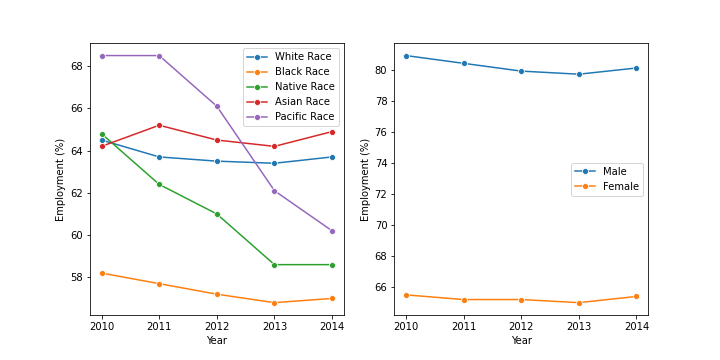 68
66
64
62
60
58
Employment (%)
2010 2011 2012 2013 2014
Year
White Race
Black Race
Native Race
Asian Race
Pacific Race
80
78
76
74
72
70
68
66
Employment (%)
2010 2011 2012 2013 2014
Year
Male
Female